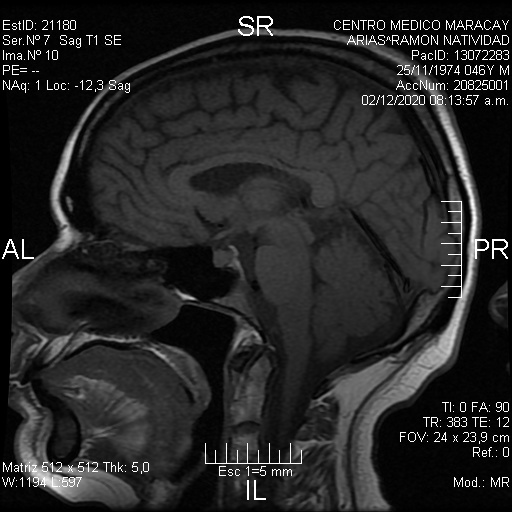 EstID: 21180
Ser.Nº 7 Sag T1 SE
Ima.Nº 10
PE= --
NAq: 1 Loc: -12,3 Sag
SR
CENTRO MEDICO MARACAY
ARIAS^RAMON NATIVIDAD
PacID: 13072283
25/11/1974 046Y M
AccNum: 20825001
02/12/2020 08:13:57 a.m.
AL
PR
Matriz 512 x 512 Thk: 5,0
W:1194 L:597
Esc 1=5 mm
IL
TI: 0 FA: 90
TR: 383 TE: 12
FOV: 24 x 23,9 cm
Ref.: 0
Mod.: MR